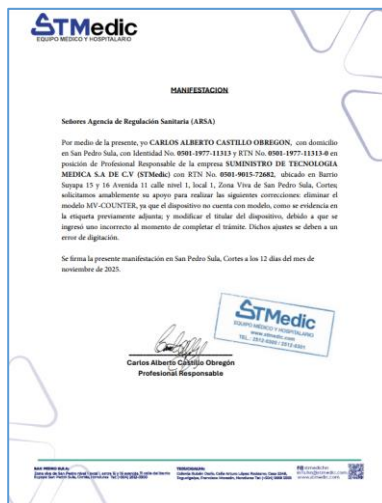 STMedic
EQUIPO MÉDICO Y HOSPITALARIO
MANIFESTACION
Señores Agencia de Regulación Sanitaria (ARSA)
Por medio de la presente, yo CARLOS ALBERTO CASTILLO OBREGON, con domicilio
en San Pedro Sula, con Identidad No. 0501-1977-11313 y RTN No. 0501-1977-11313-0 en
posición de Profesional Responsable de la empresa SUMINISTRO DE TECNOLOGIA
MEDICA S.A DE C.V (STMedic) con RTN No. 0501-9015-72682, ubicado en Barrio
Suyapa 15 y 16 Avenida 11 calle nivel 1, local 1, Zona Viva de San Pedro Sula, Cortes;
solicitamos amablemente su apoyo para realizar las siguientes correcciones: eliminar el
modelo MV-COUNTER, ya que el dispositivo no cuenta con modelo, como se evidencia en
la etiqueta previamente adjunta; y modificar el titular del dispositivo, debido a que se
ingresó uno incorrecto al momento de completar el trámite. Dichos ajustes se deben a un
error de digitación.
Se firma la presente manifestación en San Pedro Sula, Cortes a los 12 días del mes de
noviembre de 2025.
STMedic
EQUIPO MÉDICO Y HOSPITALARIO
www.stmedic.com
Carlos Alberto Castillo Obregón
Profesional Responsable
SAN PEDRO SULA:
TEGUCIGALPA: